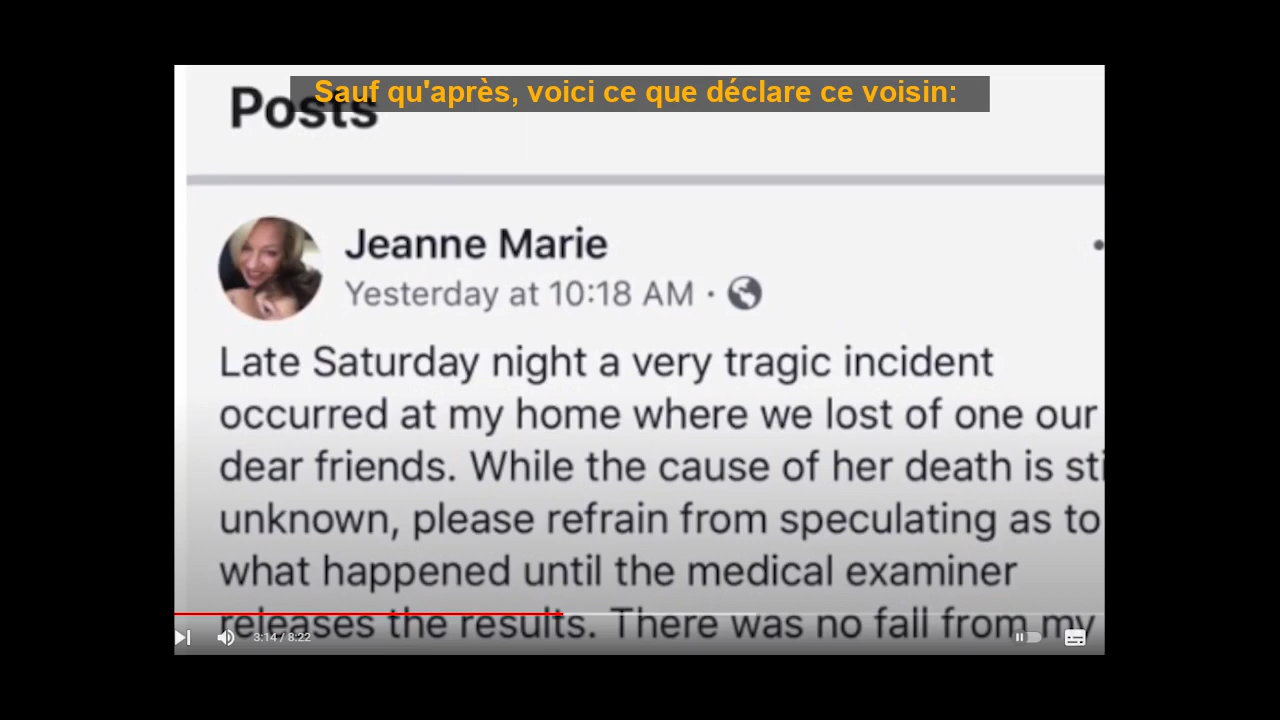 Sauf qu'après, voici ce que déclare ce voisin:
Posts
Jeanne Marie
Yesterday at 10:18 AM ·
Late Saturday night a very tragic incident
occurred at my home where we lost of one our
dear friends. While the cause of her death is sti
unknown, please refrain from speculating as to
what happened until the medical examiner
releases the results. There was no fall from my
3:14 / 8:22